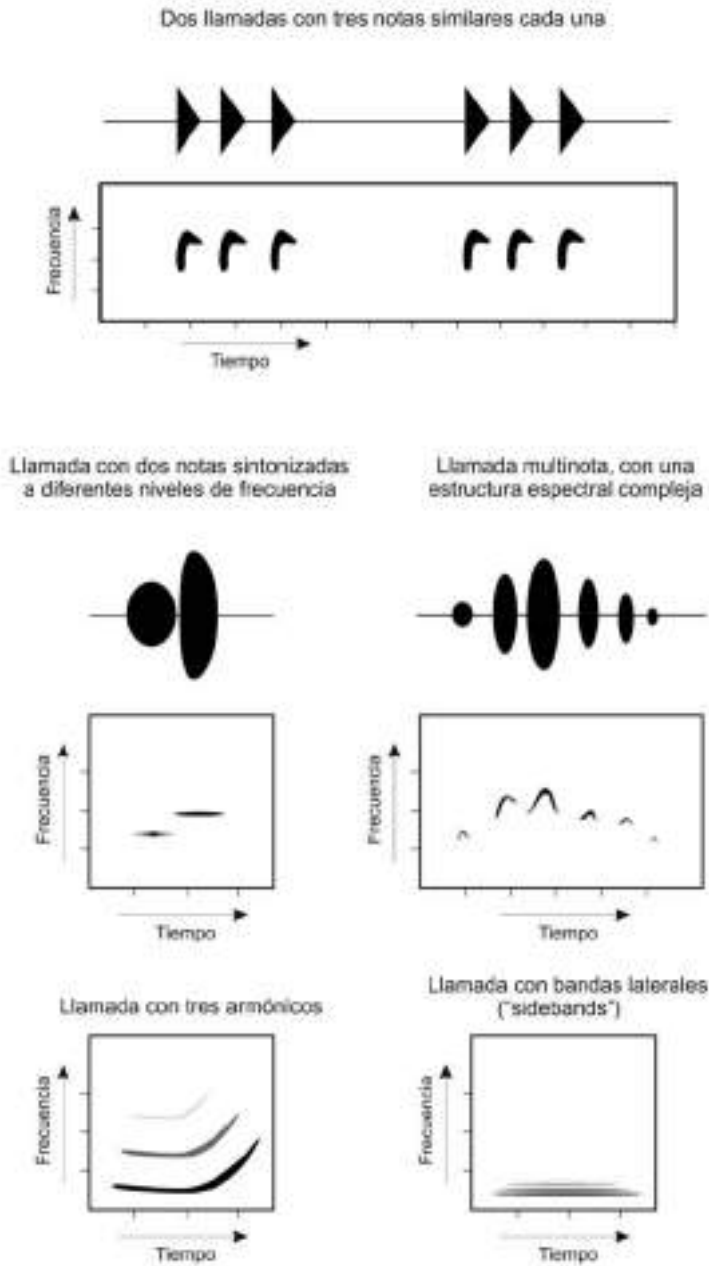 Dos llamadas con tres notas similares cada una
Frecuencia
Tiempo
Llamada con dos notas sintonizadas
a diferentes niveles de frecuencia
Frecuencia
Tiempo
Llamada multinota, con una
estructura espectral compleja
Frecuencia
Tiempo
Llamada con tres armónicos
Frecuencia
Tiempo
Llamada con bandas laterales
("sidebands")
Frecuencia
Tiempo